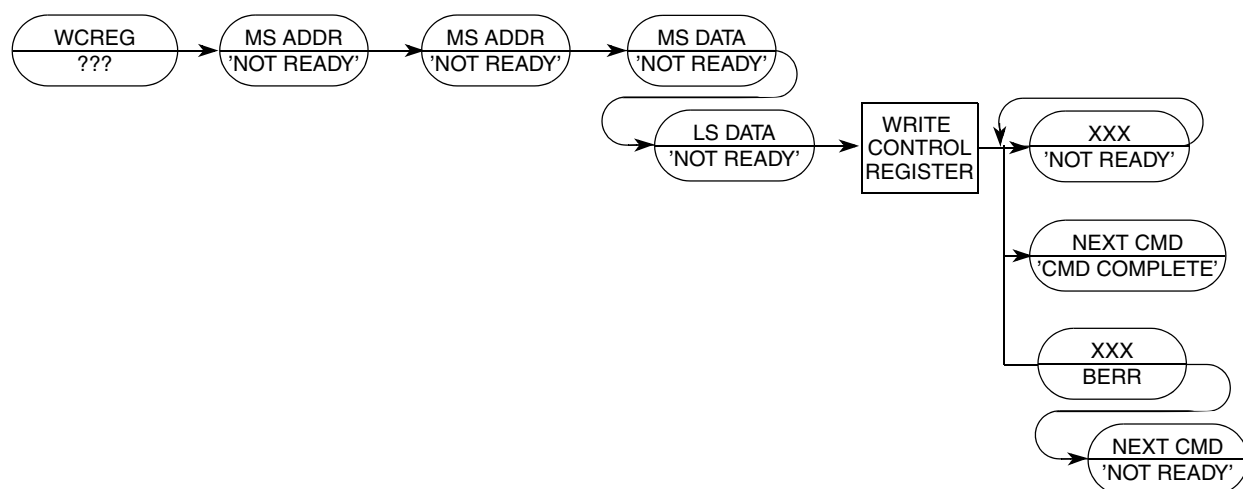 WCREG
???
MS ADDR
'NOT READY'
MS ADDR
'NOT READY'
MS DATA
'NOT READY'
LS DATA
'NOT READY'
WRITE
CONTROL
REGISTER
XXX
'NOT READY'
NEXT CMD
'CMD COMPLETE'
XXX
BERR
NEXT CMD
'NOT READY'